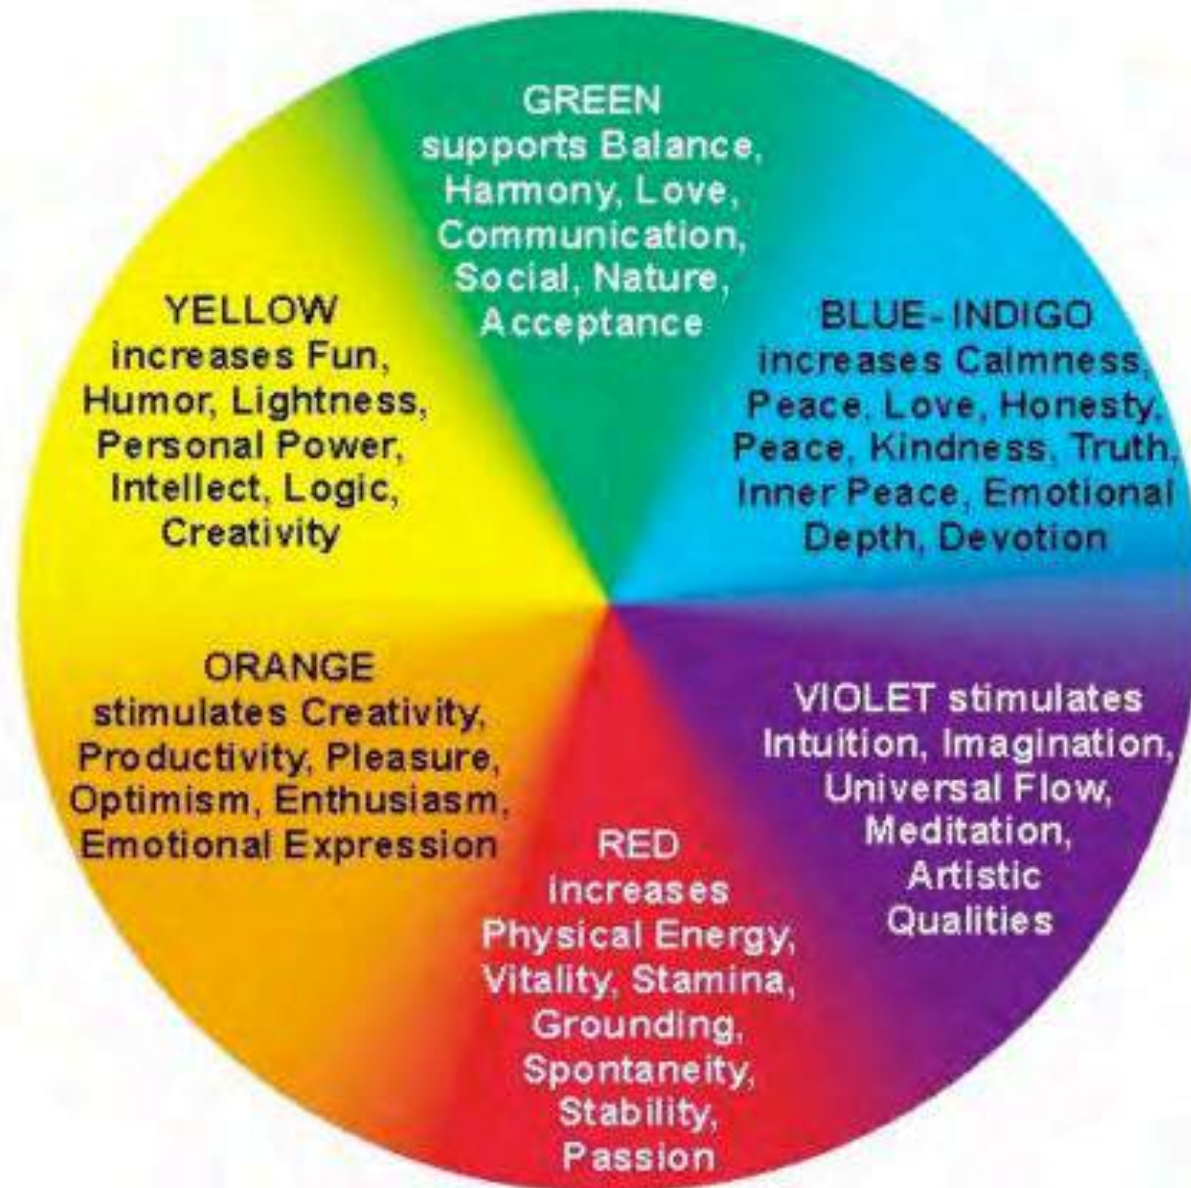 GREEN
supports Balance,
Harmony, Love,
Communication,
Social, Nature,
Acceptance
BLUE- INDIGO
increases Calmness,
Peace, Love, Honesty,
Peace, Kindness, Truth,
Inner Peace, Emotional
Depth, Devotion
VIOLET stimulates
Intuition, Imagination,
Universal Flow,
Meditation,
Artistic
Qualities
RED
increases
Physical Energy,
Vitality, Stamina,
Grounding,
Spontaneity,
Stability,
Passion
ORANGE
stimulates Creativity,
Productivity, Pleasure,
Optimism, Enthusiasm,
Emotional Expression
YELLOW
increases Fun,
Humor, Lightness,
Personal Power,
Intellect, Logic,
Creativity